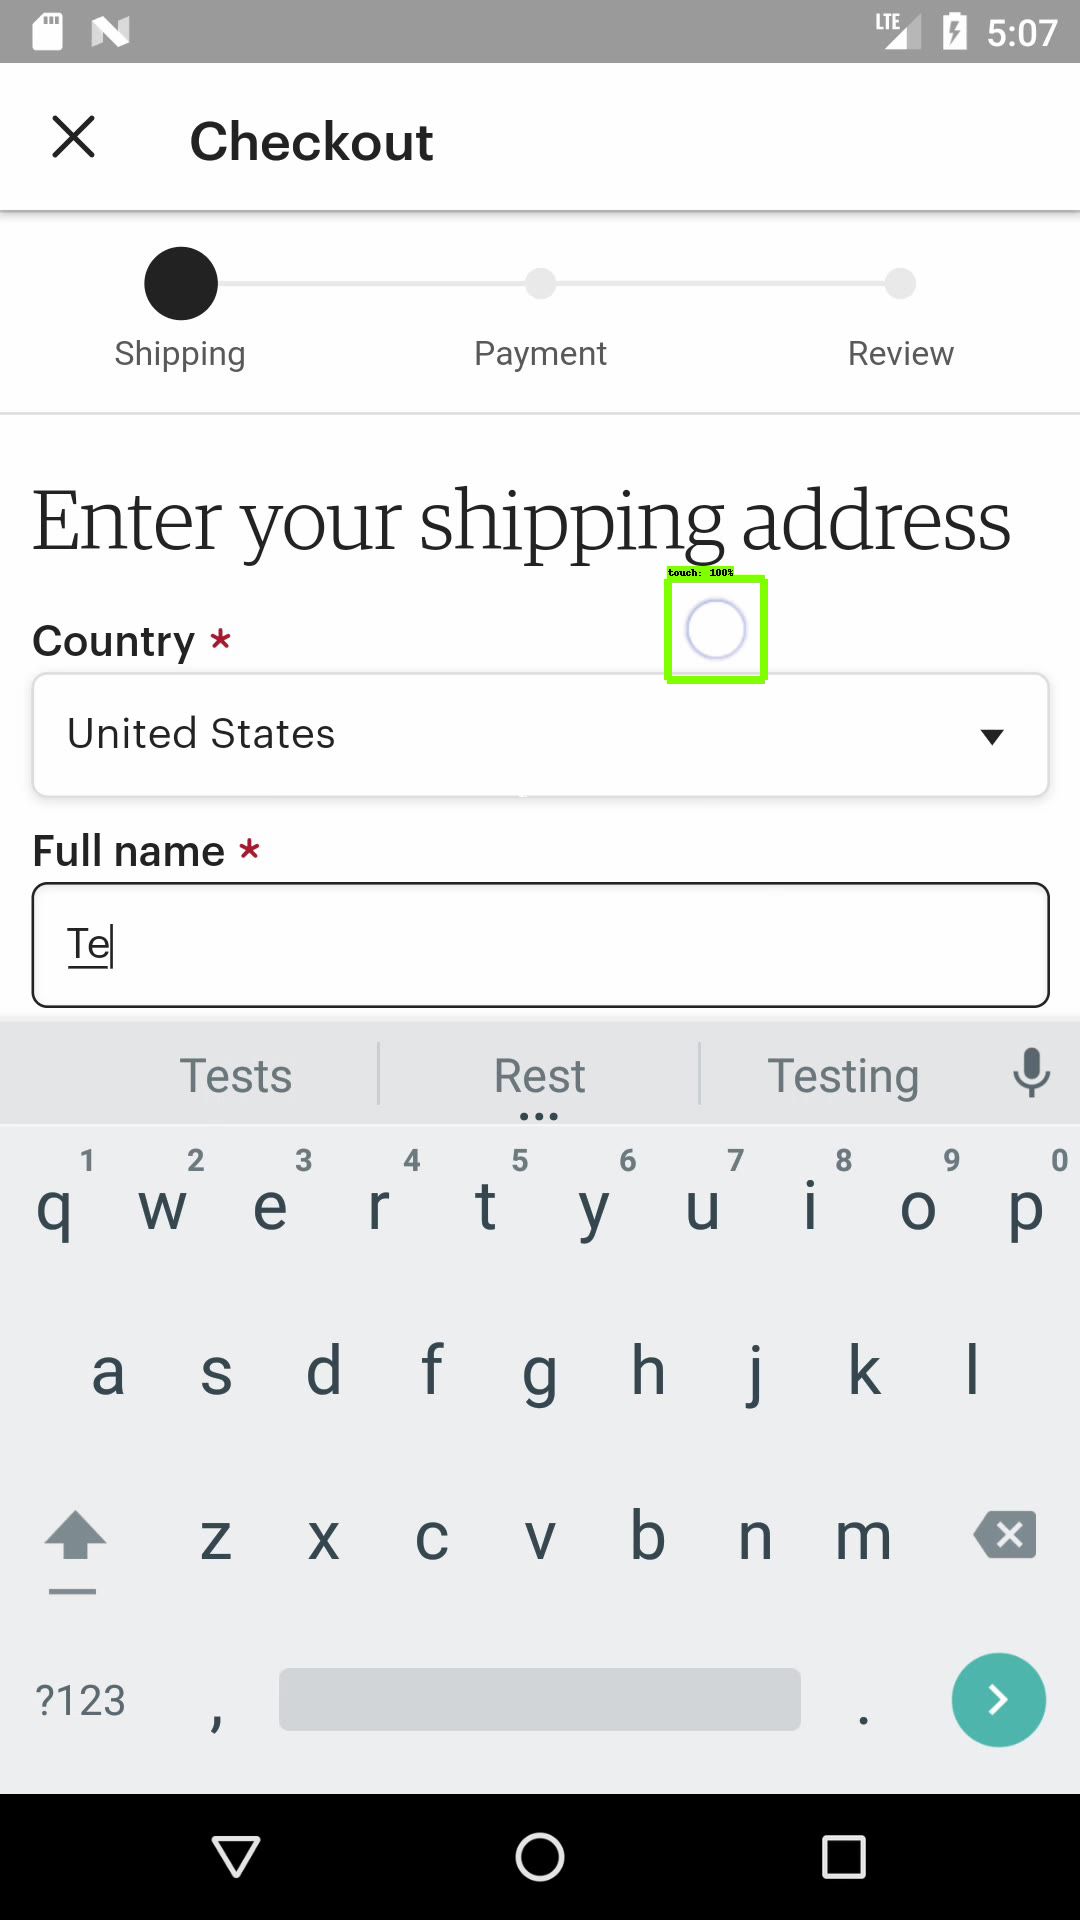 LTE 5:07
Checkout
Shipping Payment Review
Enter your shipping address
touch: 100%
Country *
United States
Full name *
Te
Tests Rest Testing
1 2 3 4 5 6 7 8 9 0
q w e r t y u i o p
a s d f g h j k l
z x c v b n m
?123 , .